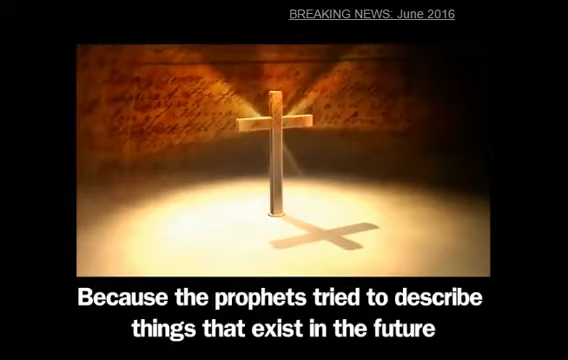 BREAKING NEWS: June 2016
Because the prophets tried to describe
things that exist in the future